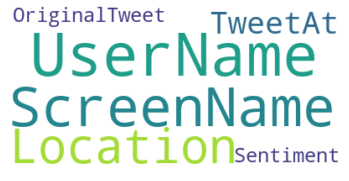 OriginalTweet TweetAt
UserName
ScreenName
Location
Sentiment